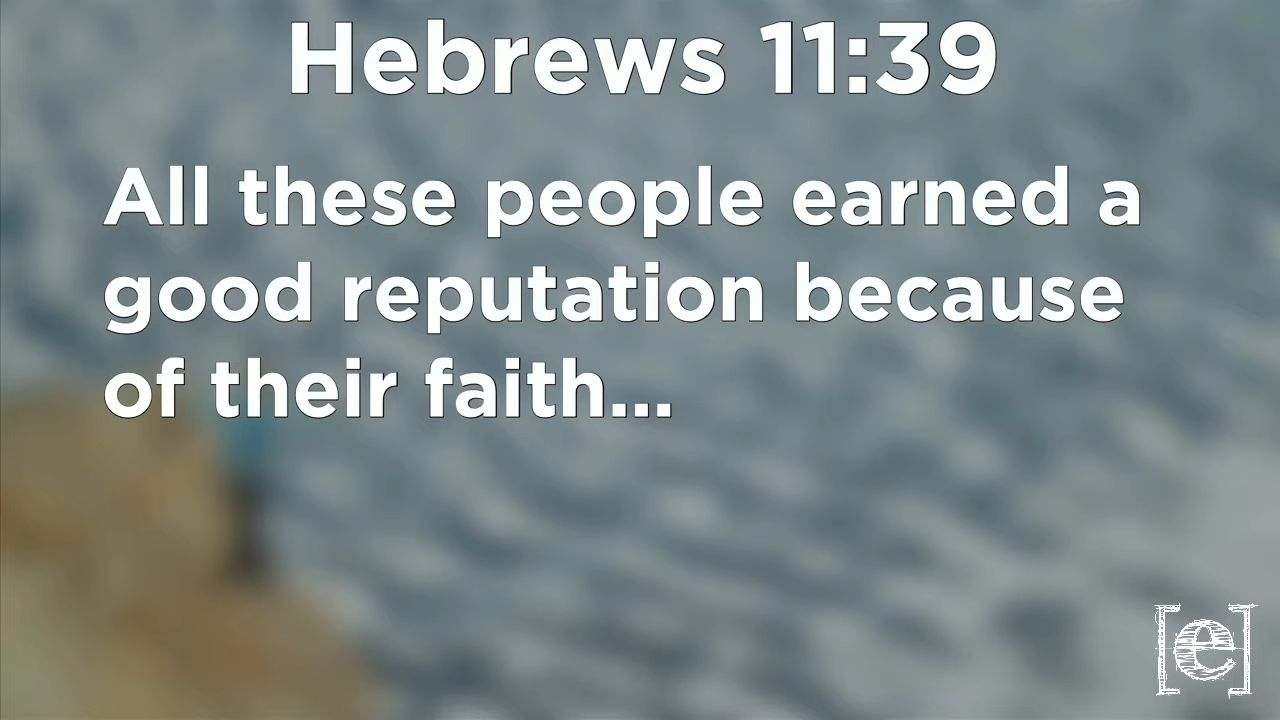 Hebrews 11:39
All these people earned a
good reputation because
of their faith...
[e]